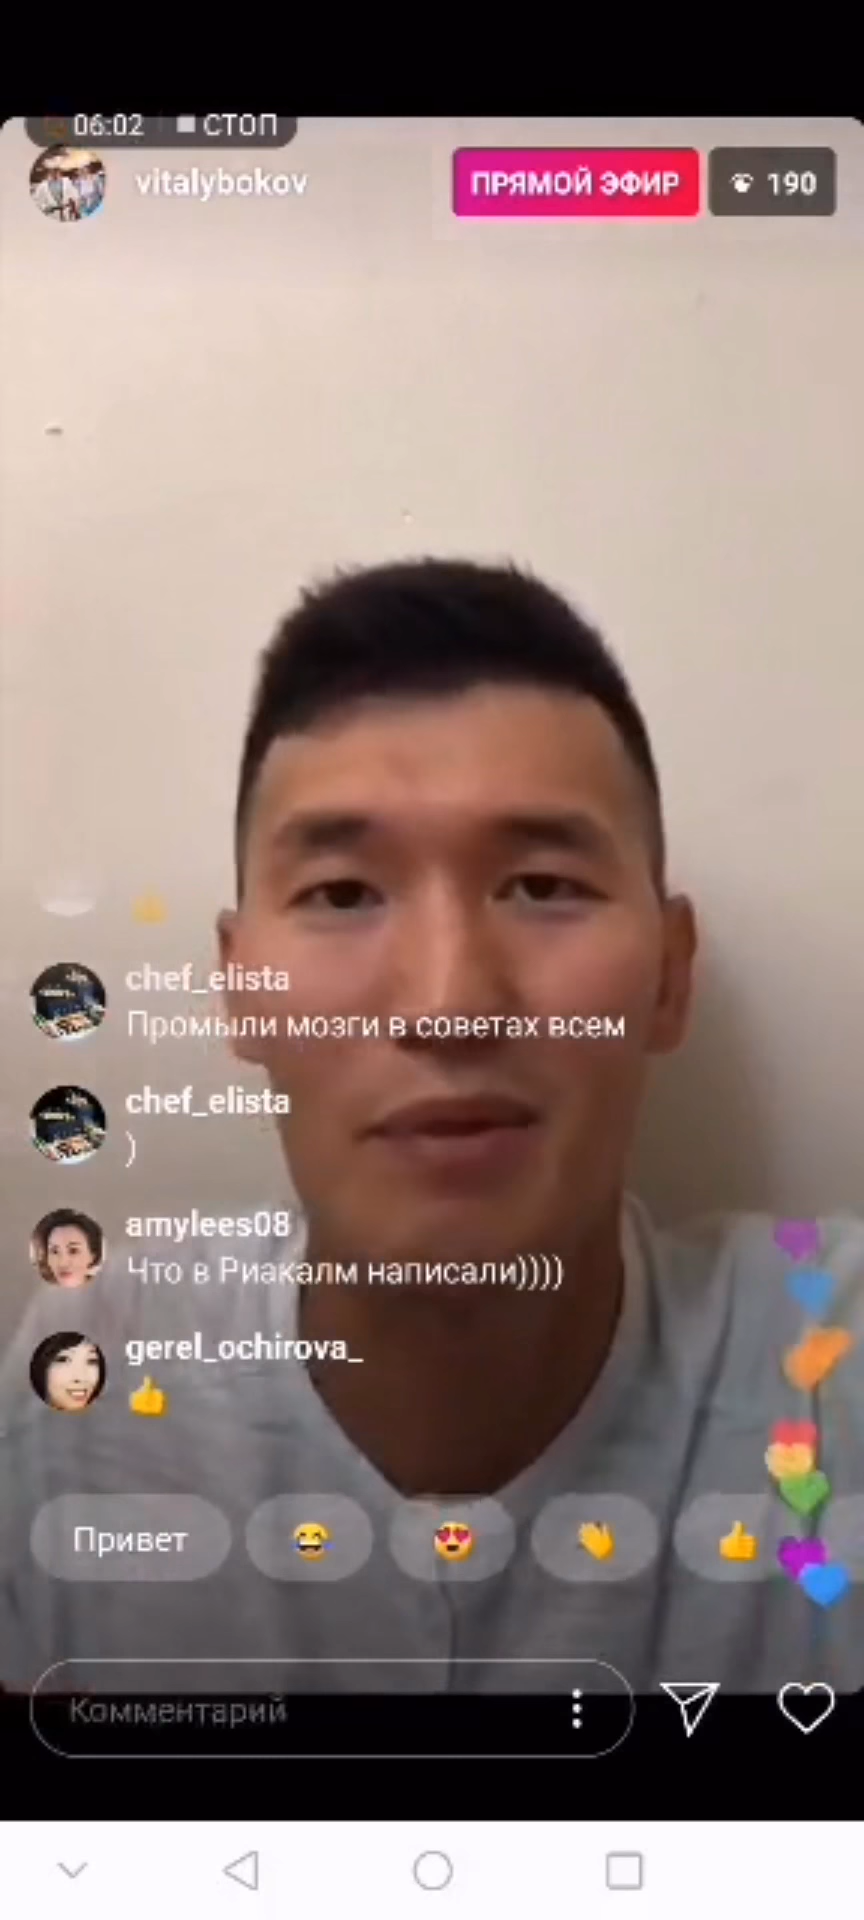 06:02 СТОП
vitalybokov ПРЯМОЙ ЭФИР 190
chef_elista
Промыли мозги в советах всем
chef_elista
)
amylees08
Что в Риакалм написали))))
gerel_ochirova_
Привет
Комментарий